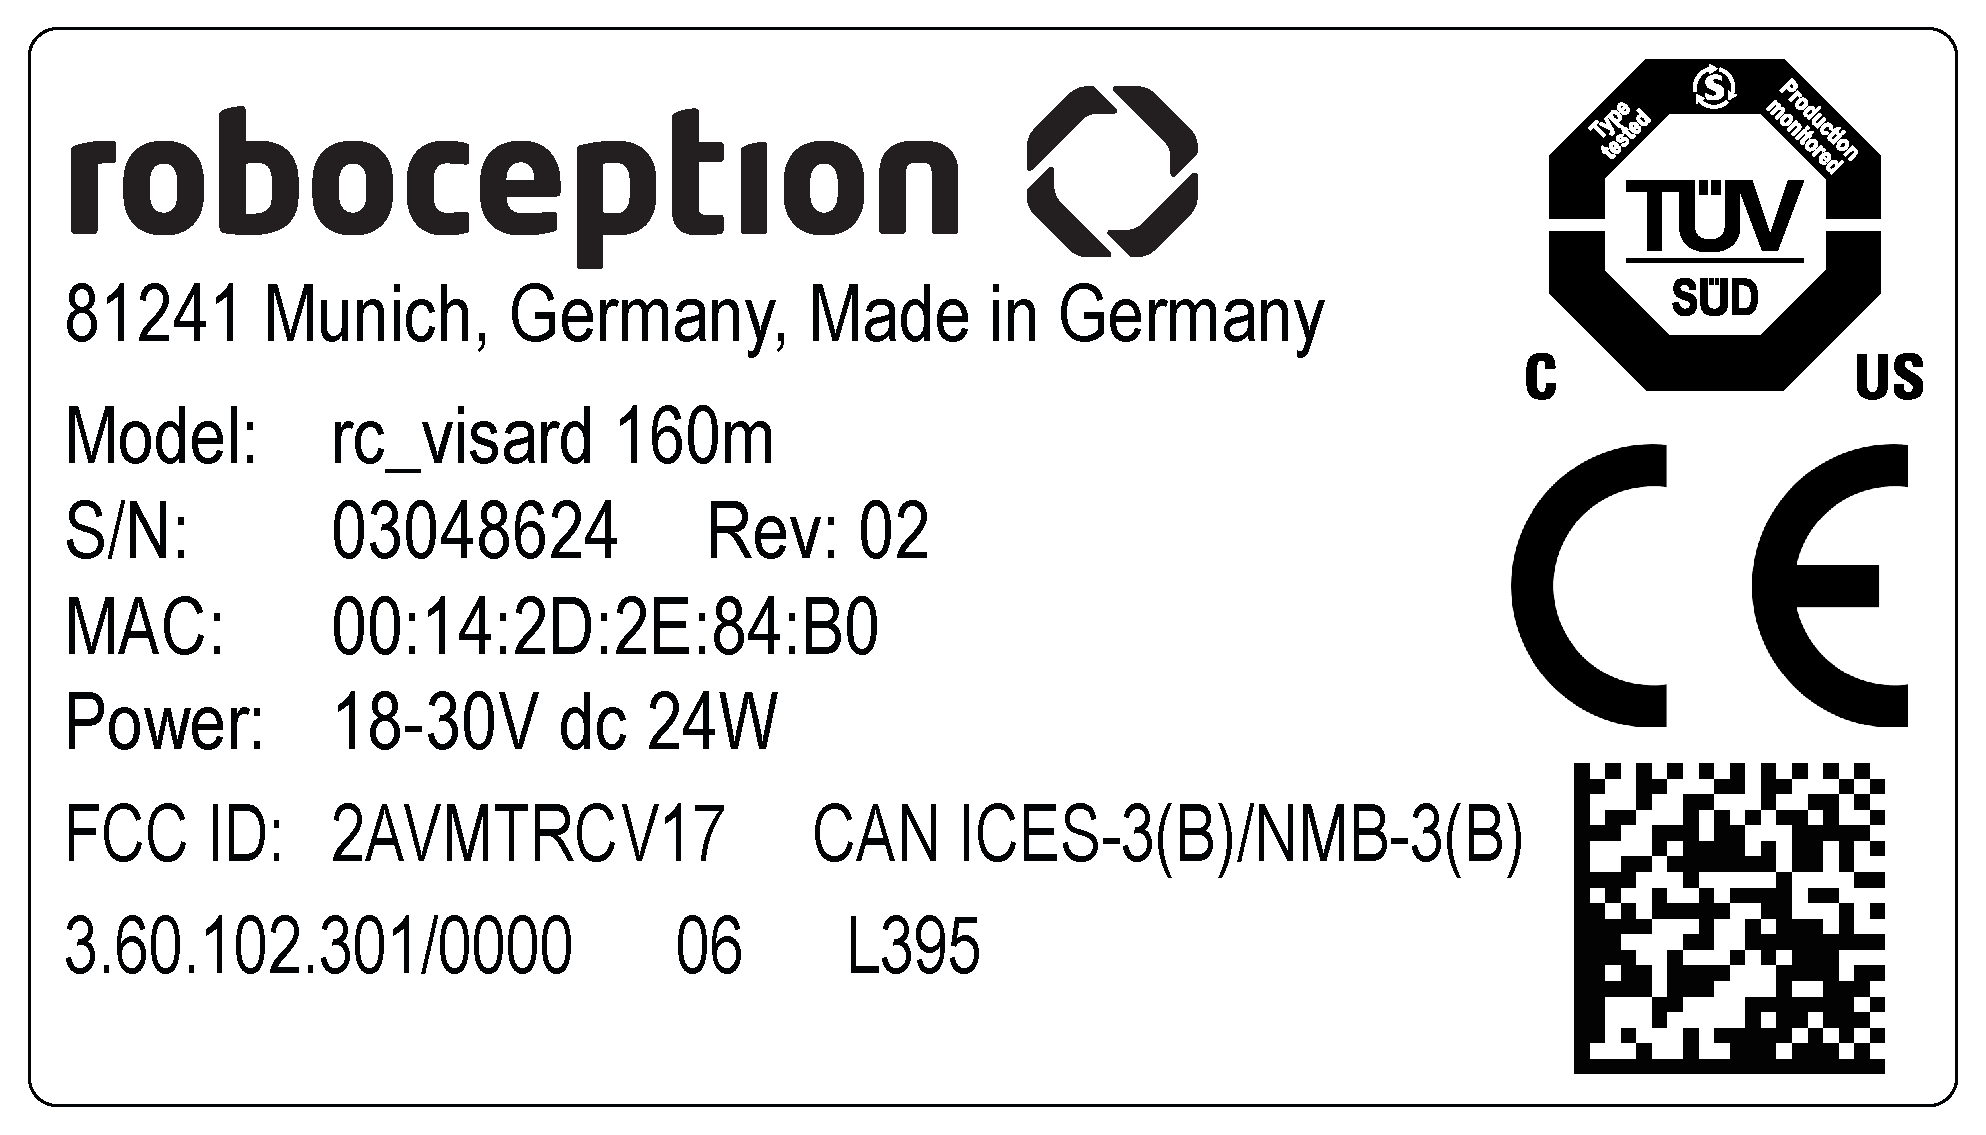 roboception
81241 Munich, Germany, Made in Germany
Model: rc_visard 160m
S/N: 03048624 Rev: 02
MAC: 00:14:2D:2E:84:B0
Power: 18-30V dc 24W
FCC ID: 2AVMTRCV17 CAN ICES-3(B)/NMB-3(B)
3.60.102.301/0000 06 L395
Type tested
S
Production monitored
TÜV
SÜD
C US
CE